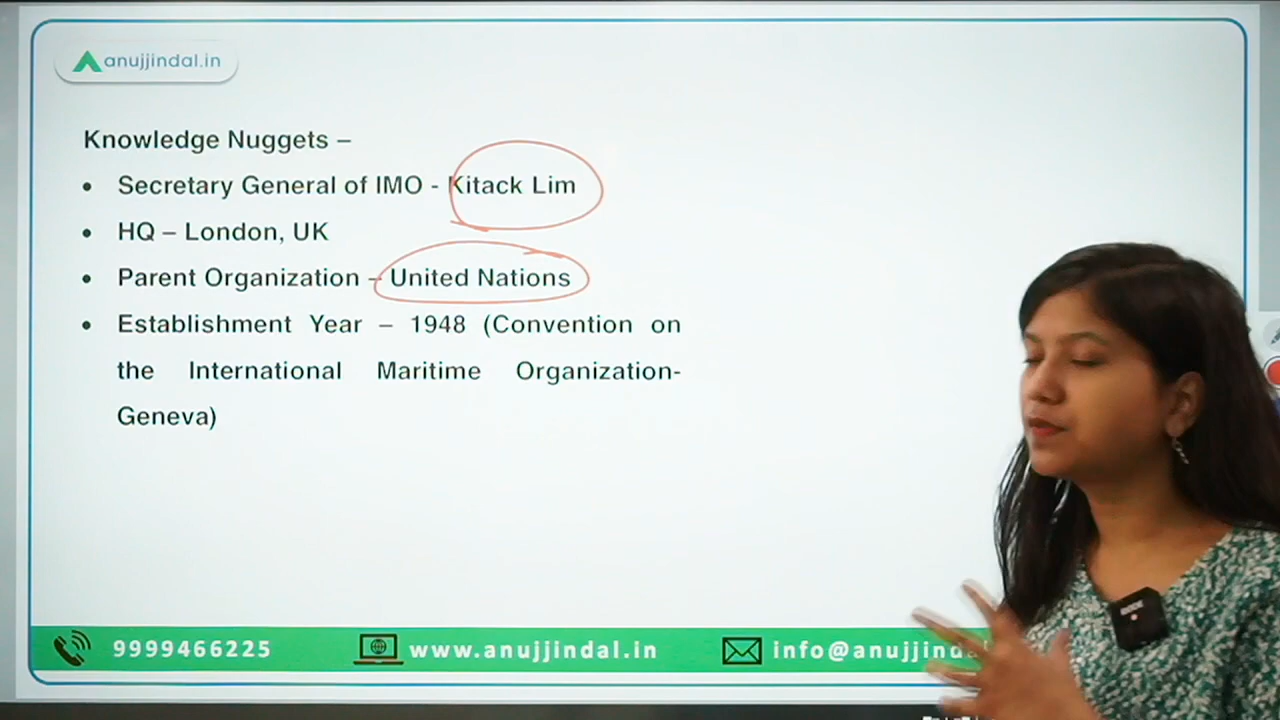 anujjindal.in
Knowledge Nuggets –
• Secretary General of IMO - Kitack Lim
• HQ – London, UK
• Parent Organization – United Nations
• Establishment Year – 1948 (Convention on
the International Maritime Organization-
Geneva)
9999466225 www.anujjindal.in info@anujjinda